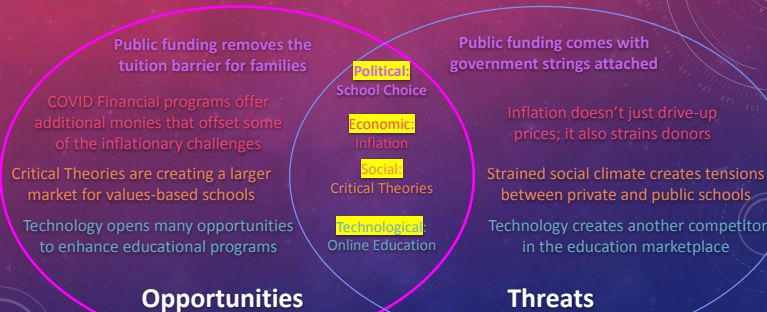 Public funding removes the
tuition barrier for families
COVID Financial programs offer
additional monies that offset some
of the inflationary challenges
Critical Theories are creating a larger
market for values-based schools
Technology opens many opportunities
to enhance educational programs
Opportunities
Political:
School Choice
Economic:
Inflation
Social:
Critical Theories
Technological:
Online Education
Public funding comes with
government strings attached
Inflation doesn't just drive-up
prices; it also strains donors
Strained social climate creates tensions
between private and public schools
Technology creates another competitor
in the education marketplace
Threats